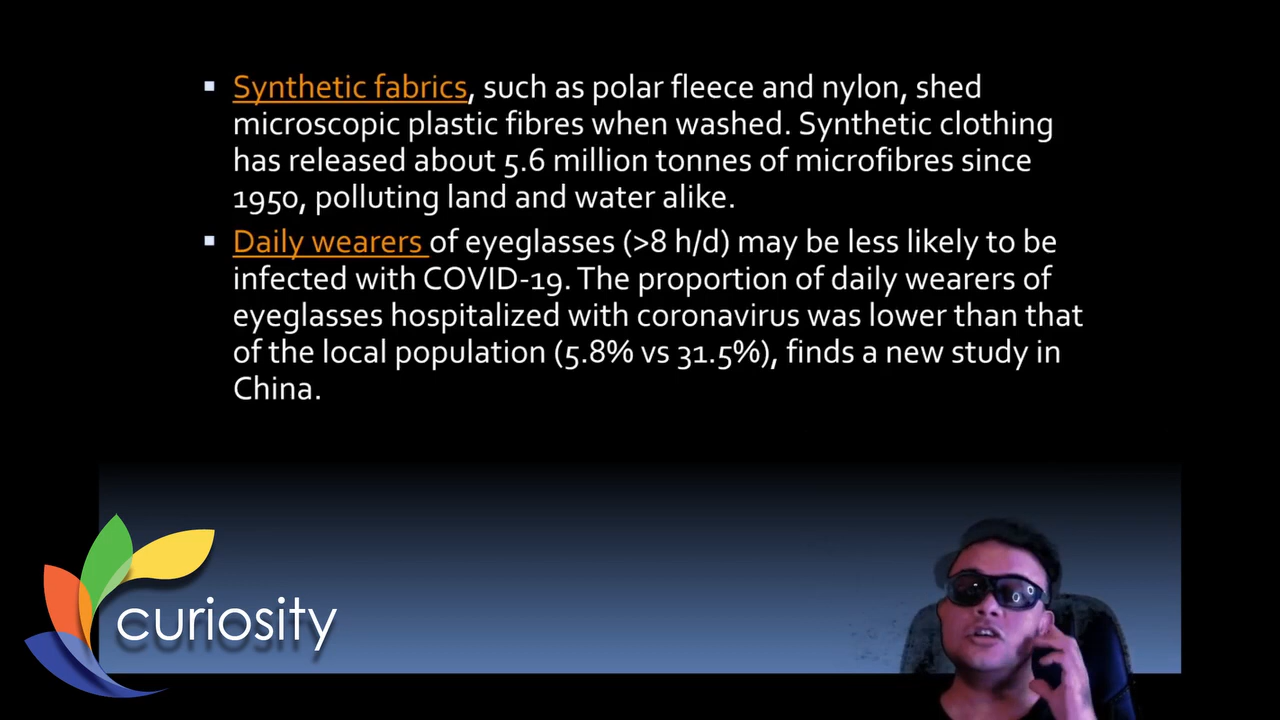 Synthetic fabrics, such as polar fleece and nylon, shed
microscopic plastic fibres when washed. Synthetic clothing
has released about 5.6 million tonnes of microfibres since
1950, polluting land and water alike.
Daily wearers of eyeglasses (>8 h/d) may be less likely to be
infected with COVID-19. The proportion of daily wearers of
eyeglasses hospitalized with coronavirus was lower than that
of the local population (5.8% vs 31.5%), finds a new study in
China.
curiosity